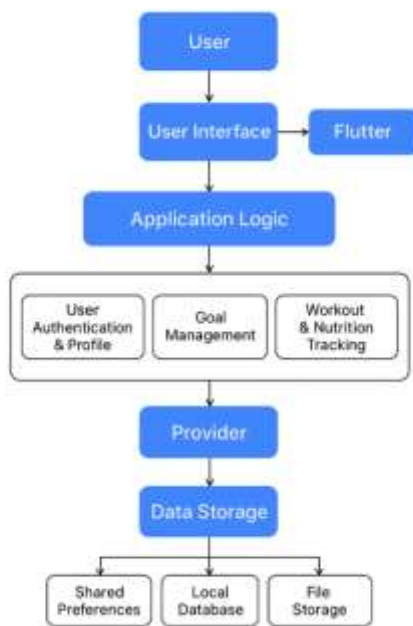 User
User Interface
Flutter
Application Logic
User
Authentication
& Profile
Goal
Management
Workout
& Nutrition
Tracking
Provider
Data Storage
Shared
Preferences
Local
Database
File
Storage